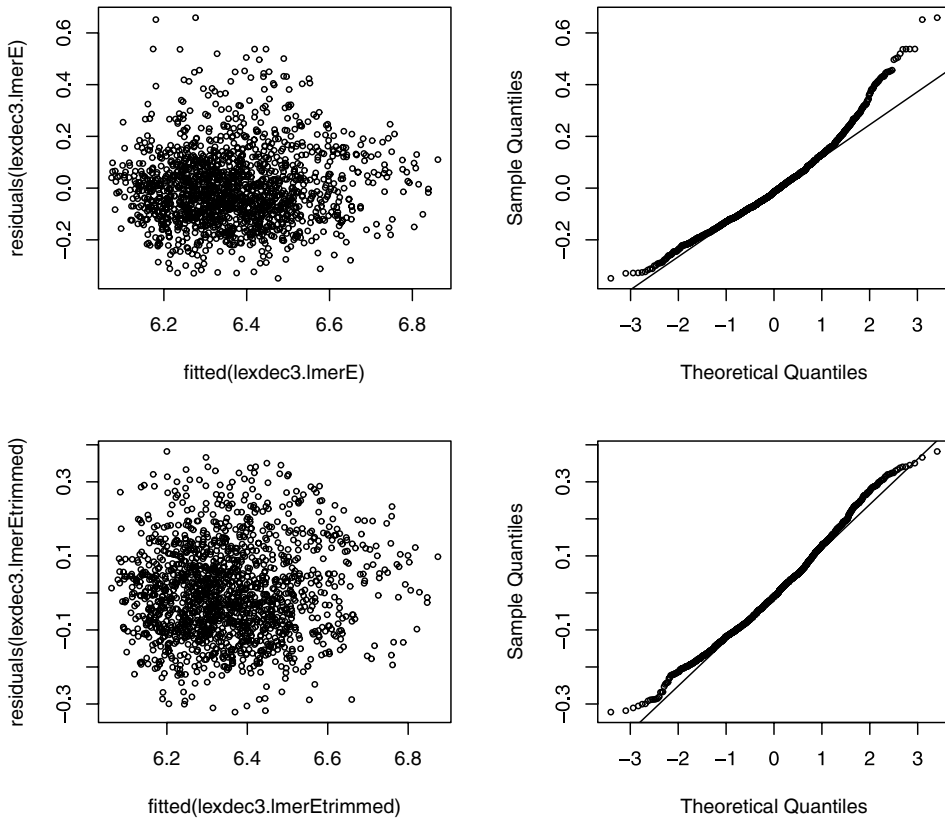 residuals(lexdec3.lmerE)
0.6
0.4
0.2
0.0
−0.2
6.2 6.4 6.6 6.8
fitted(lexdec3.lmerE)
Sample Quantiles
0.6
0.4
0.2
0.0
−0.2
−3 −2 −1 0 1 2 3
Theoretical Quantiles
residuals(lexdec3.lmerEtrimmed)
0.3
0.1
−0.1
−0.3
6.2 6.4 6.6 6.8
fitted(lexdec3.lmerEtrimmed)
Sample Quantiles
0.3
0.1
−0.1
−0.3
−3 −2 −1 0 1 2 3
Theoretical Quantiles